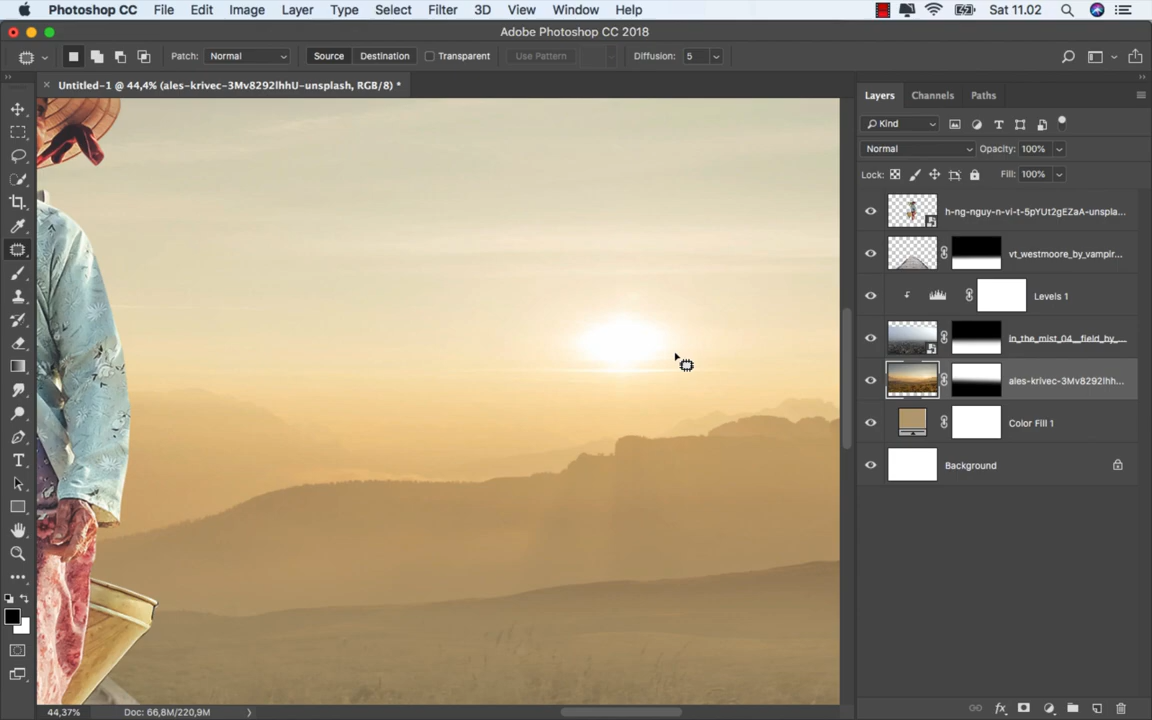 Photoshop CC File Edit Image Layer Type Select Filter 3D View Window Help Sat 11.02
Adobe Photoshop CC 2018
Patch: Normal Source Destination Transparent Use Pattern Diffusion: 5
Untitled-1 @ 44,4% (ales-krivec-3Mv8292lhhU-unsplash, RGB/8) *
Layers Channels Paths
Kind
Normal Opacity: 100%
Lock: Fill: 100%
h-ng-nguy-n-vi-t-5pYUt2gEZaA-unspla...
vt_westmoore_by_vampir...
Levels 1
in_the_mist_04__field_by_...
ales-krivec-3Mv8292lhh...
Color Fill 1
Background
44,37% Doc: 66,8M/220,9M